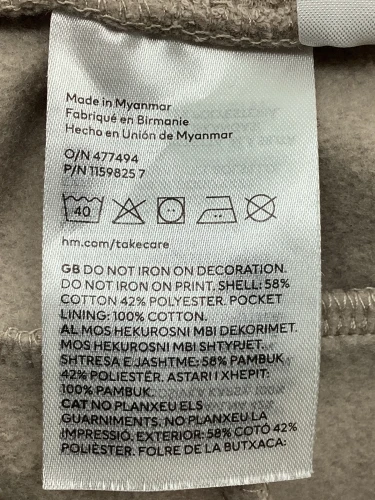 Made in Myanmar
Fabriqué en Birmanie
Hecho en Unión de Myanmar
O/N 477494
P/N 1159825 7
40
hm.com/takecare
GB DO NOT IRON ON DECORATION.
DO NOT IRON ON PRINT. SHELL: 58%
COTTON 42% POLYESTER. POCKET
LINING: 100% COTTON.
AL MOS HEKUROSNI MBI DEKORIMET.
MOS HEKUROSNI MBI SHTYPJET.
SHTRESA E JASHTME: 58% PAMBUK
42% POLIESTËR. ASTARI I XHEPIT:
100% PAMBUK.
CAT NO PLANXEU ELS
GUARNIMENTS. NO PLANXEU LA
IMPRESSIÓ. EXTERIOR: 58% COTÓ 42%
POLIÈSTER. FOLRE DE LA BUTXACA: